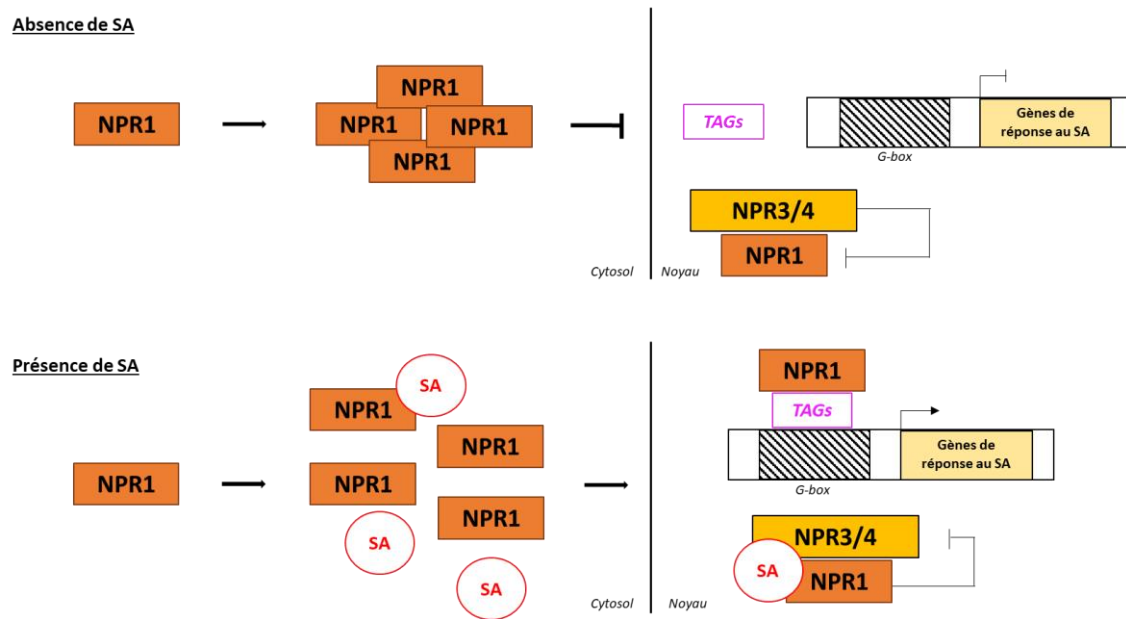 Absence de SA
NPR1
NPR1
NPR1
NPR1
NPR1
TAGs
Gènes de
réponse au SA
G-box
NPR3/4
NPR1
Cytosol
Noyau
Présence de SA
NPR1
SA
NPR1
NPR1
NPR1
NPR1
SA
SA
NPR1
TAGs
Gènes de
réponse au SA
G-box
NPR3/4
SA
NPR1
Cytosol
Noyau